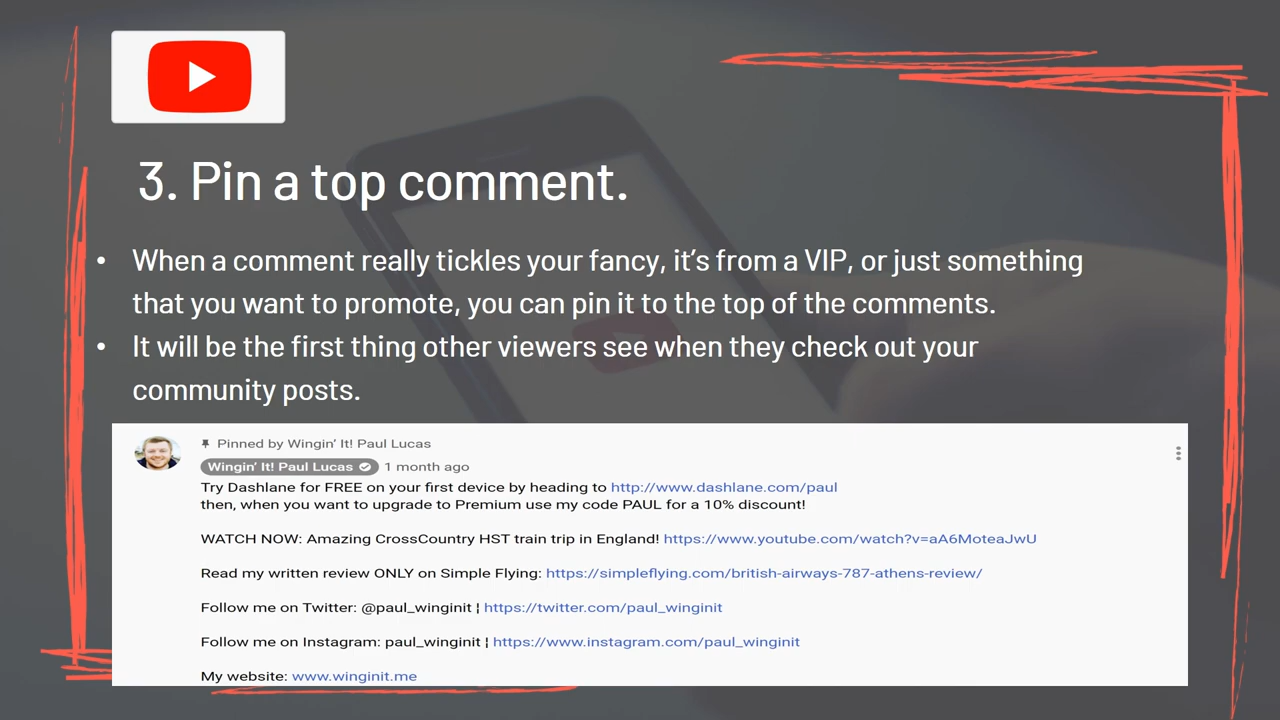 3. Pin a top comment.
• When a comment really tickles your fancy, it's from a VIP, or just something
that you want to promote, you can pin it to the top of the comments.
• It will be the first thing other viewers see when they check out your
community posts.
Pinned by Wingin' It! Paul Lucas
Wingin' It! Paul Lucas 1 month ago
Try Dashlane for FREE on your first device by heading to http://www.dashlane.com/paul
then, when you want to upgrade to Premium use my code PAUL for a 10% discount!
WATCH NOW: Amazing CrossCountry HST train trip in England! https://www.youtube.com/watch?v=aA6MoteaJwU
Read my written review ONLY on Simple Flying: https://simpleflying.com/british-airways-787-athens-review/
Follow me on Twitter: @paul_winginit ¦ https://twitter.com/paul_winginit
Follow me on Instagram: paul_winginit ¦ https://www.instagram.com/paul_winginit
My website: www.winginit.me